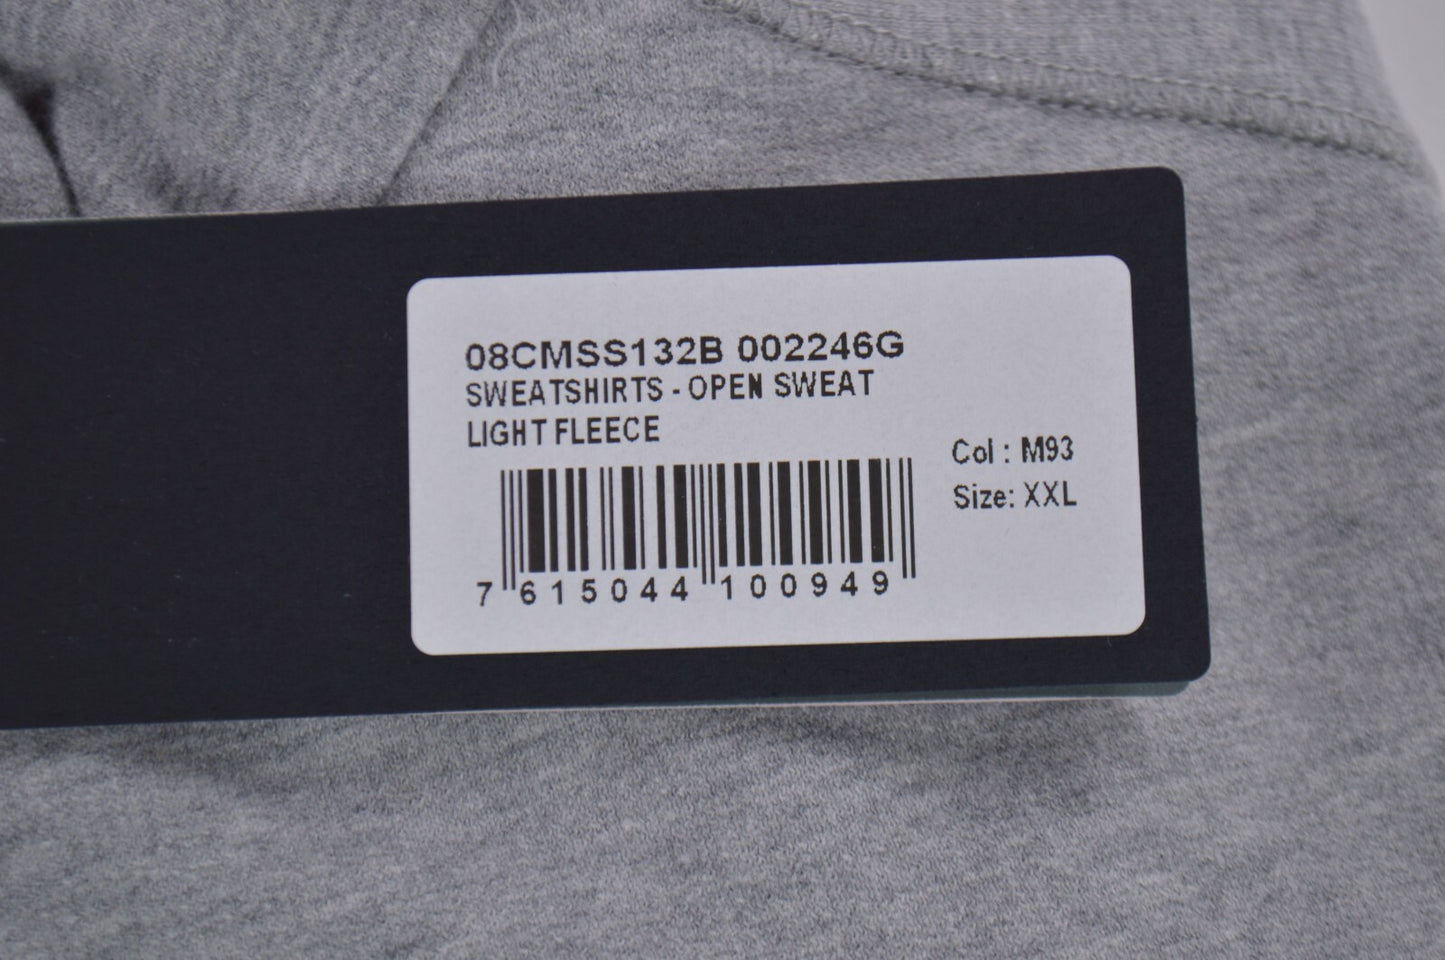 08CMSS132B 002246G
SWEATSHIRTS - OPEN SWEAT
LIGHT FLEECE
Col : M93
Size: XXL
7 615044 100949